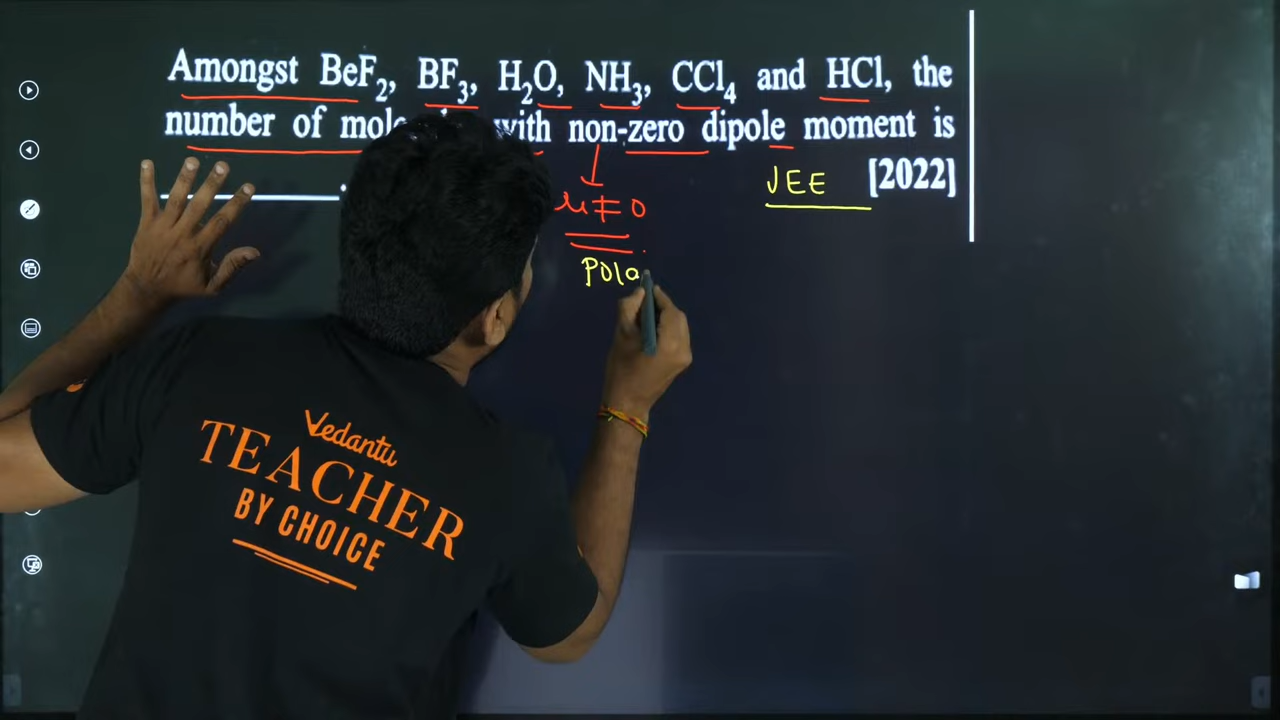 Amongst BeF₂, BF₃, H₂O, NH₃, CCl₄ and HCl, the
number of with non-zero dipole moment is
[2022]
JEE
μ ≠ 0
Pola
Vedantu
TEACHER
BY CHOICE